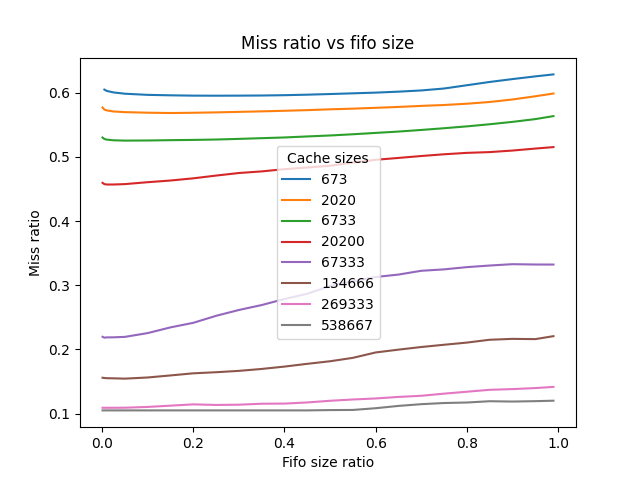 Miss ratio vs fifo size
Miss ratio
0.6
0.5
0.4
0.3
0.2
0.1
Cache sizes
673
2020
6733
20200
67333
134666
269333
538667
0.0 0.2 0.4 0.6 0.8 1.0
Fifo size ratio